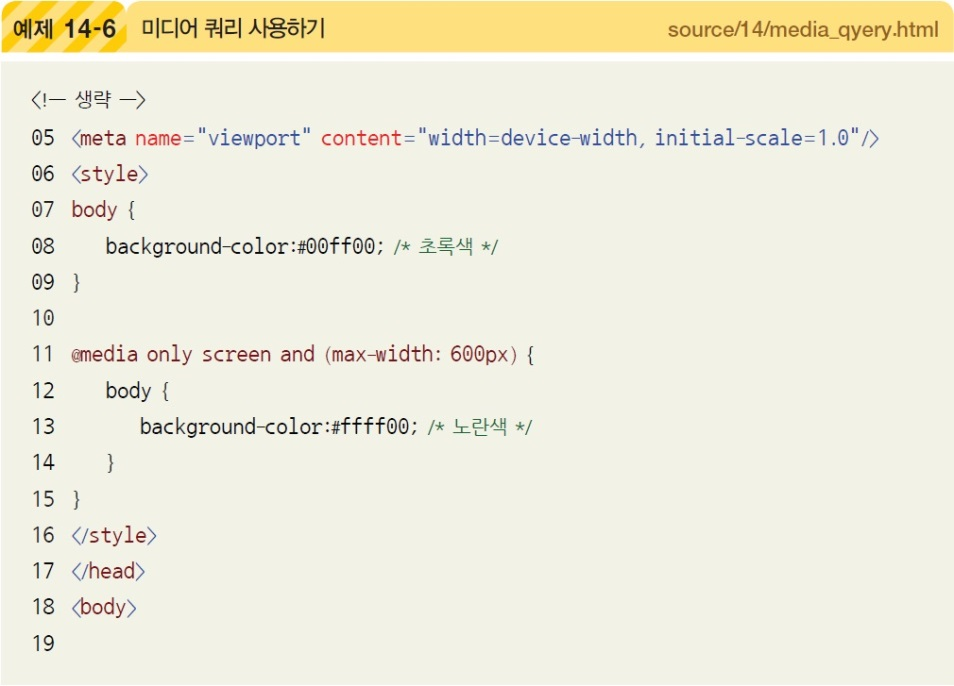 예제 14-6 미디어 쿼리 사용하기 source/14/media_qyery.html
<!— 생략 —>
05 <meta name="viewport" content="width=device-width, initial-scale=1.0"/>
06 <style>
07 body {
08 background-color:#00ff00; /* 초록색 */
09 }
10
11 @media only screen and (max-width: 600px) {
12 body {
13 background-color:#ffff00; /* 노란색 */
14 }
15 }
16 </style>
17 </head>
18 <body>
19